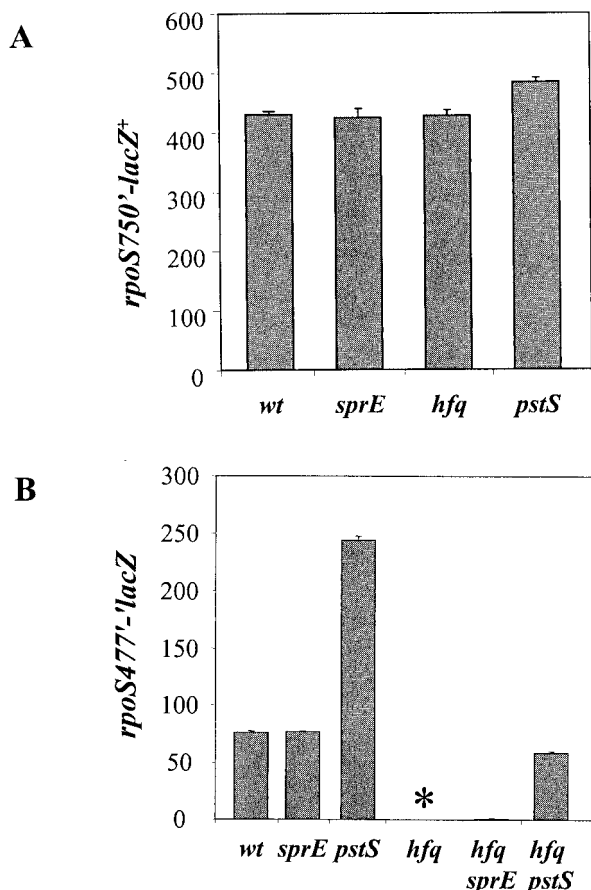 A
600
500
400
300
200
100
0
rpoS750'-lacZ⁺
wt sprE hfq pstS
B
300
250
200
150
100
50
0
rpoS477'-'lacZ
*
wt sprE pstS hfq hfq hfq
sprE pstS